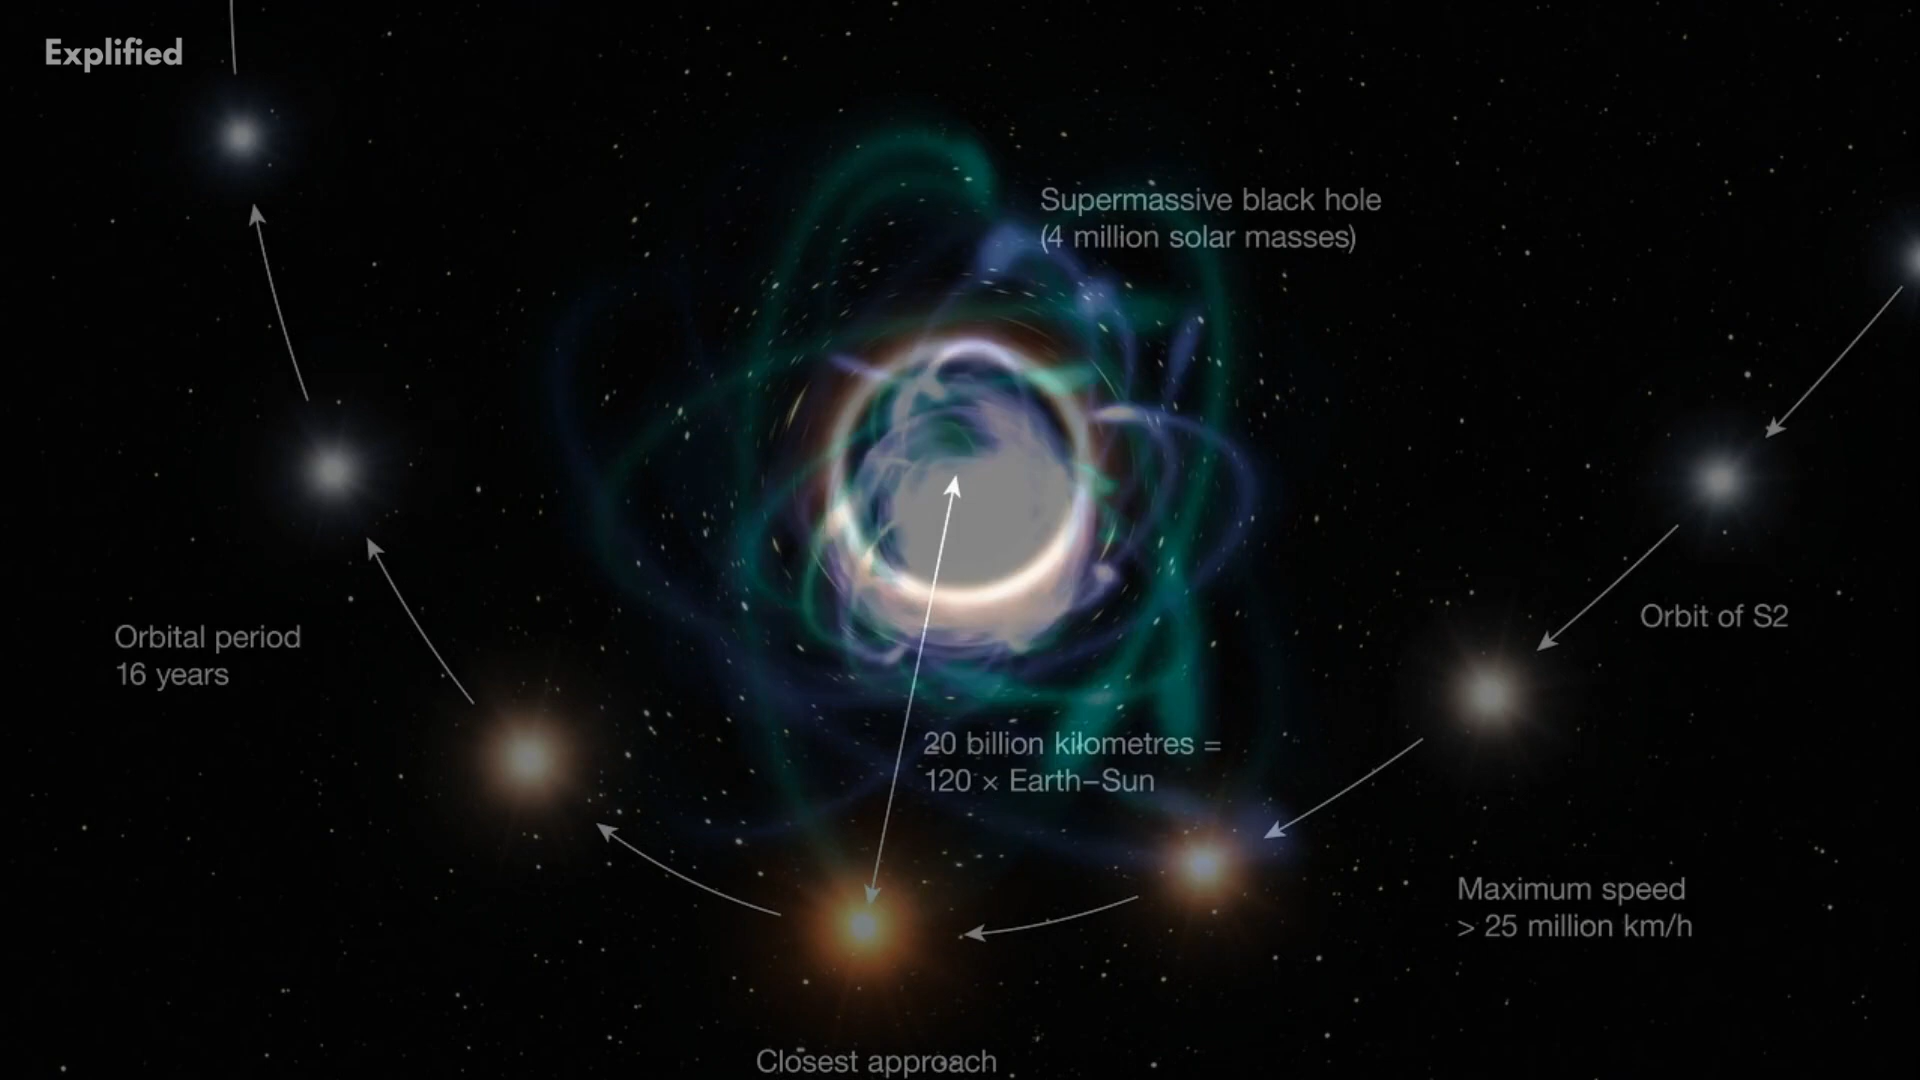 Explified
Supermassive black hole
(4 million solar masses)
Orbital period
16 years
Orbit of S2
20 billion kilometres =
120 × Earth–Sun
Maximum speed
> 25 million km/h
Closest approach